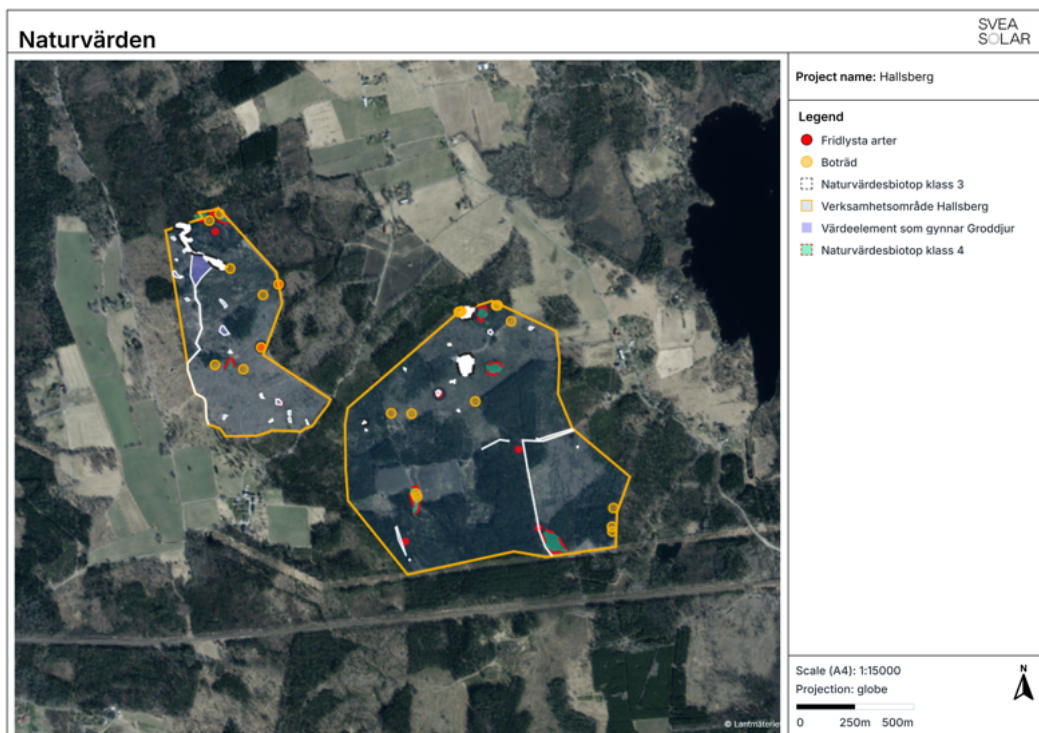 Naturvärden
SVEA
SOLAR
Project name: Hallsberg
Legend
Fridlysta arter
Boträd
Naturvärdesbiotop klass 3
Verksamhetsområde Hallsberg
Värdeelement som gynnar Groddjur
Naturvärdesbiotop klass 4
Scale (A4): 1:15000
Projection: globe
N
0 250m 500m
© Lantmäteriet